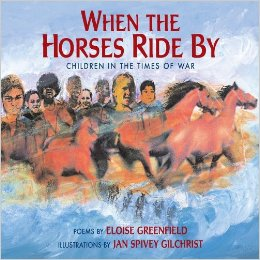 WHEN THE
HORSES RIDE BY
CHILDREN IN THE TIMES OF WAR
POEMS BY ELOISE GREENFIELD
ILLUSTRATIONS BY JAN SPIVEY GILCHRIST